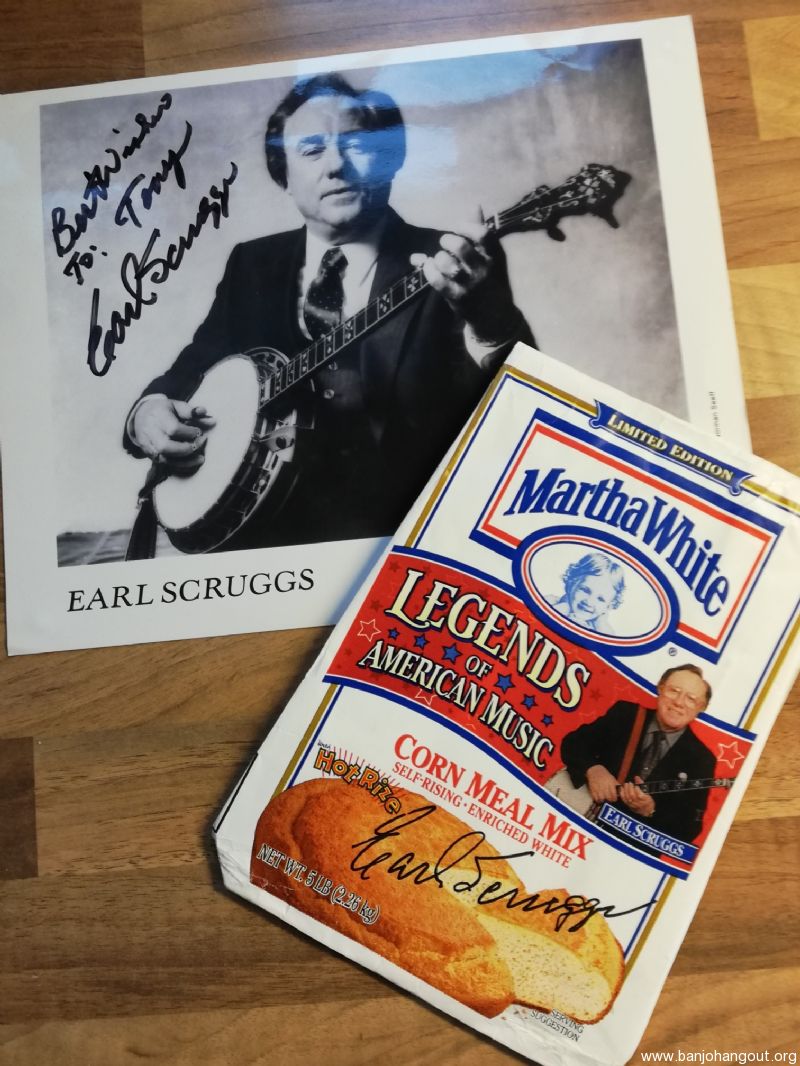 Best Wishes
To: Tony
Earl Scruggs
EARL SCRUGGS
LIMITED EDITION
Martha White
®
LEGENDS
OF
AMERICAN MUSIC
CORN MEAL MIX
SELF-RISING • ENRICHED WHITE
WITH
HOT RIZE
EARL SCRUGGS
Earl Scruggs
NET WT. 5 LB (2.26 kg)
SERVING
SUGGESTION
www.banjohangout.org